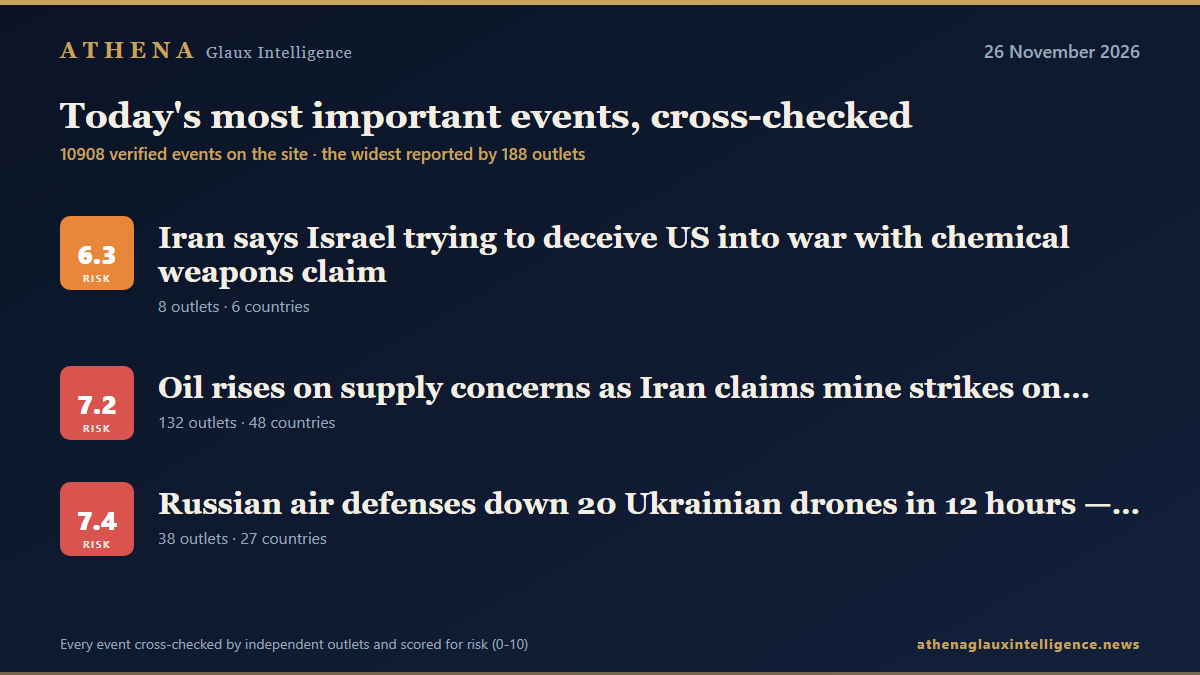 ATHENA Glaux Intelligence
26 November 2026
Today's most important events, cross-checked
10908 verified events on the site · the widest reported by 188 outlets
6.3
RISK
Iran says Israel trying to deceive US into war with chemical
weapons claim
8 outlets · 6 countries
7.2
RISK
Oil rises on supply concerns as Iran claims mine strikes on...
132 outlets · 48 countries
7.4
RISK
Russian air defenses down 20 Ukrainian drones in 12 hours —...
38 outlets · 27 countries
Every event cross-checked by independent outlets and scored for risk (0-10)
athenaglauxintelligence.news